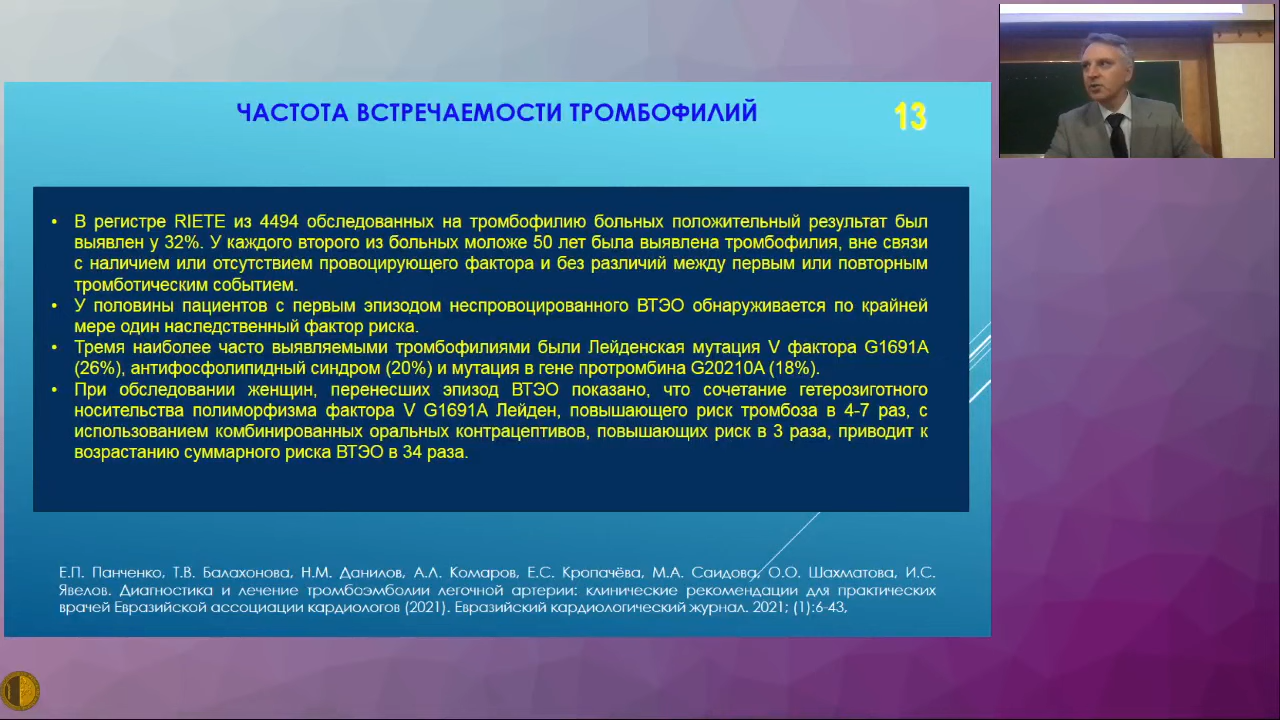 ЧАСТОТА ВСТРЕЧАЕМОСТИ ТРОМБОФИЛИЙ
13
• В регистре RIETE из 4494 обследованных на тромбофилию больных положительный результат был
выявлен у 32%. У каждого второго из больных моложе 50 лет была выявлена тромбофилия, вне связи
с наличием или отсутствием провоцирующего фактора и без различий между первым или повторным
тромботическим событием.
• У половины пациентов с первым эпизодом неспровоцированного ВТЭО обнаруживается по крайней
мере один наследственный фактор риска.
• Тремя наиболее часто выявляемыми тромбофилиями были Лейденская мутация V фактора G1691A
(26%), антифосфолипидный синдром (20%) и мутация в гене протромбина G20210A (18%).
• При обследовании женщин, перенесших эпизод ВТЭО показано, что сочетание гетерозиготного
носительства полиморфизма фактора V G1691A Лейден, повышающего риск тромбоза в 4-7 раз, с
использованием комбинированных оральных контрацептивов, повышающих риск в 3 раза, приводит к
возрастанию суммарного риска ВТЭО в 34 раза.
Е.П. Панченко, Т.В. Балахонова, Н.М. Данилов, А.Л. Комаров, Е.С. Кропачёва, М.А. Саидова, О.О. Шахматова, И.С.
Явелов. Диагностика и лечение тромбоэмболии легочной артерии: клинические рекомендации для практических
врачей Евразийской ассоциации кардиологов (2021). Евразийский кардиологический журнал. 2021; (1):6-43,